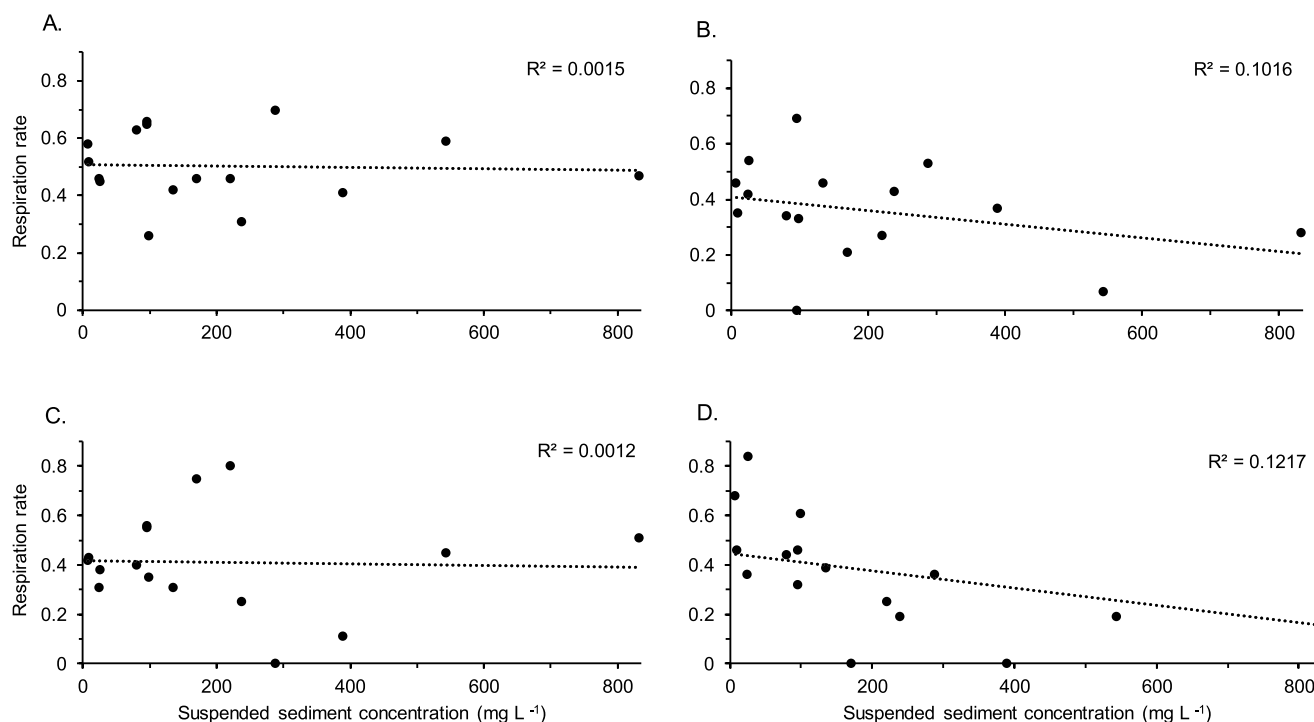 A.
R² = 0.0015
Respiration rate
0.8
0.6
0.4
0.2
0
0 200 400 600 800
B.
R² = 0.1016
0.8
0.6
0.4
0.2
0
0 200 400 600 800
C.
R² = 0.0012
Respiration rate
0.8
0.6
0.4
0.2
0
0 200 400 600 800
Suspended sediment concentration (mg L -1)
D.
R² = 0.1217
0.8
0.6
0.4
0.2
0
0 200 400 600 800
Suspended sediment concentration (mg L -1)